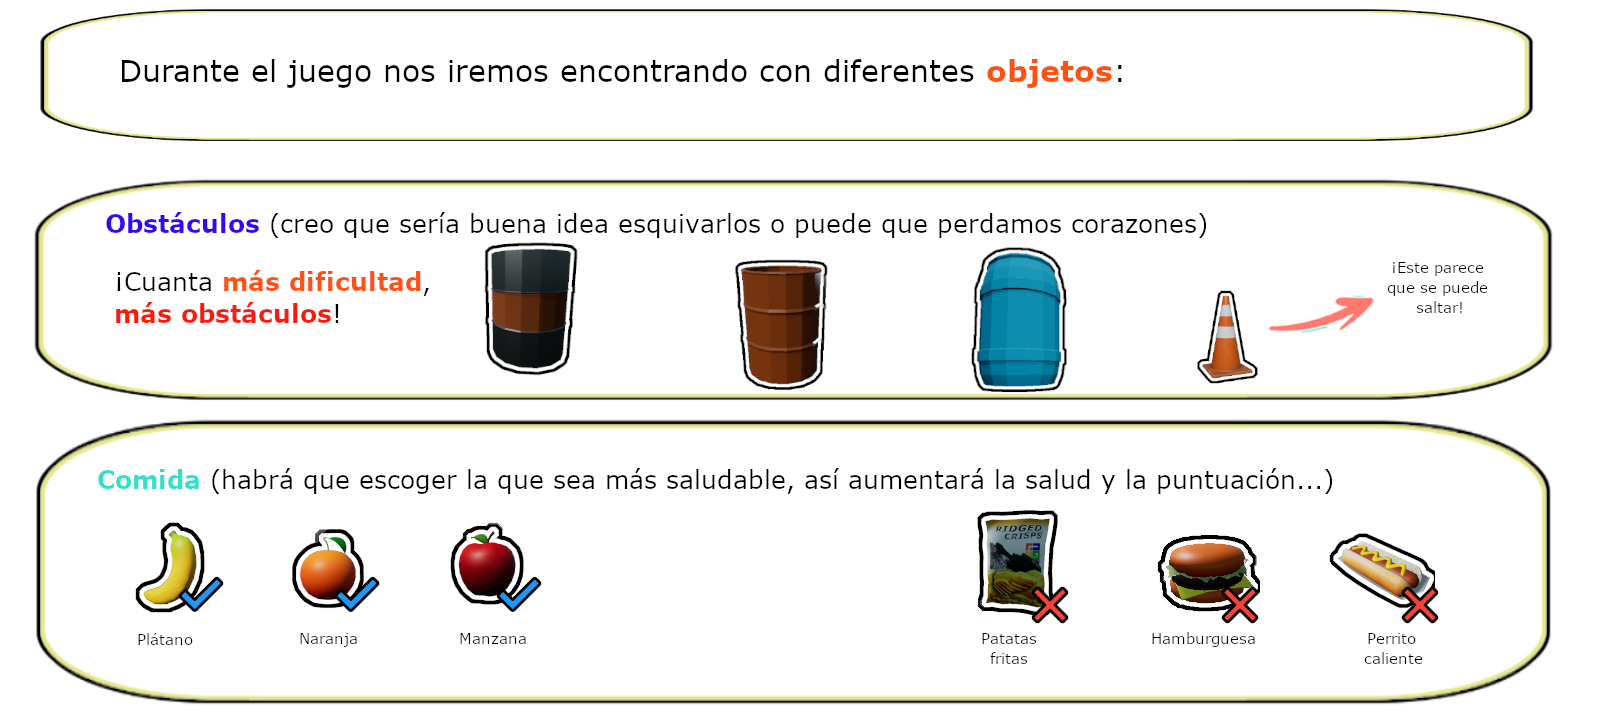 Durante el juego nos iremos encontrando con diferentes objetos:
Obstáculos (creo que sería buena idea esquivarlos o puede que perdamos corazones)
¡Cuanta más dificultad,
más obstáculos!
¡Este parece
que se puede
saltar!
Comida (habrá que escoger la que sea más saludable, así aumentará la salud y la puntuación...)
RIDGED
CRISPS
Plátano
Naranja
Manzana
Patatas
fritas
Hamburguesa
Perrito
caliente